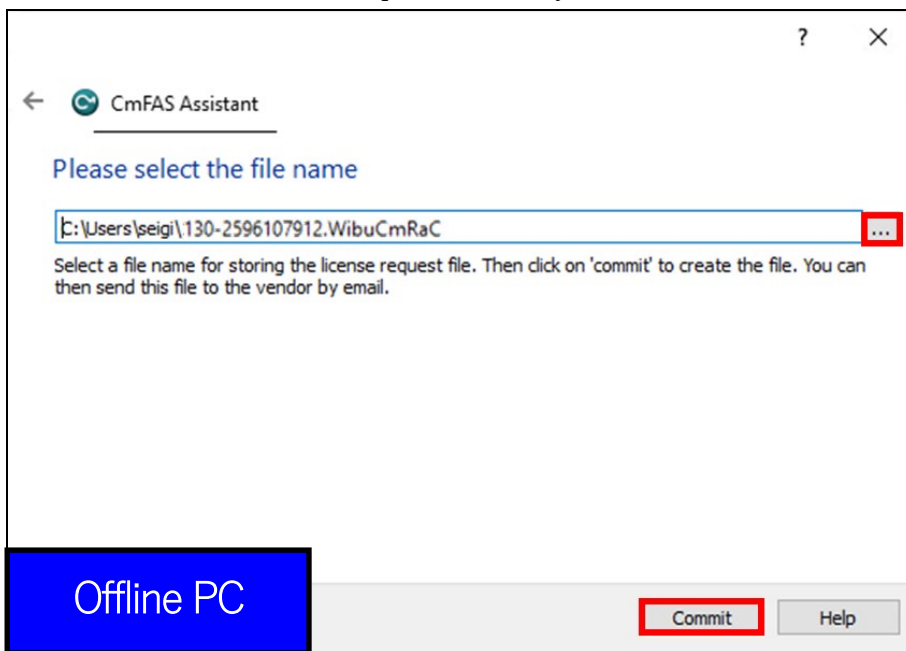 ?
CmFAS Assistant
Please select the file name
C:\Users\seigi\130-2596107912.WibuCmRaC
...
Select a file name for storing the license request file. Then click on 'commit' to create the file. You can
then send this file to the vendor by email.
Offline PC
Commit
Help